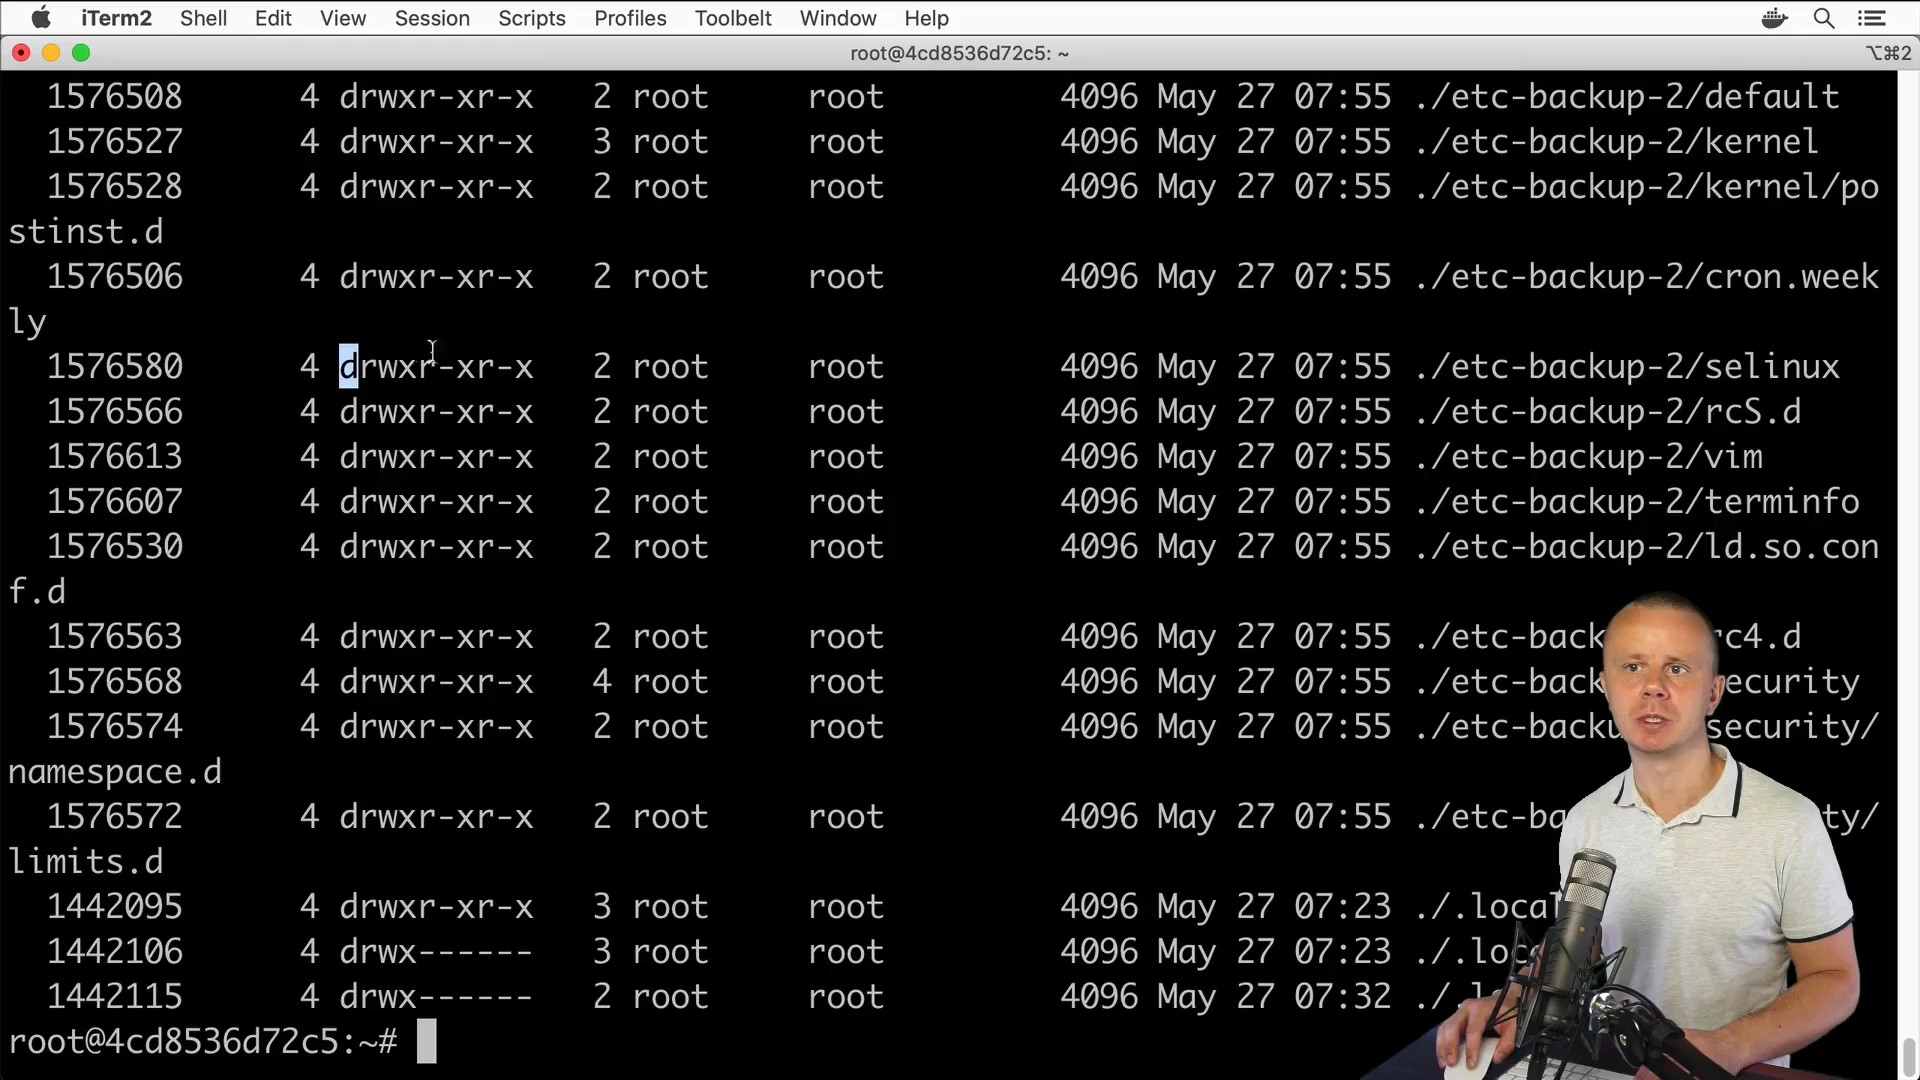 iTerm2 Shell Edit View Session Scripts Profiles Toolbelt Window Help
root@4cd8536d72c5: ~ ⌥⌘2
1576508 4 drwxr-xr-x 2 root root 4096 May 27 07:55 ./etc-backup-2/default
1576527 4 drwxr-xr-x 3 root root 4096 May 27 07:55 ./etc-backup-2/kernel
1576528 4 drwxr-xr-x 2 root root 4096 May 27 07:55 ./etc-backup-2/kernel/po
stinst.d
1576506 4 drwxr-xr-x 2 root root 4096 May 27 07:55 ./etc-backup-2/cron.week
ly
1576580 4 drwxr-xr-x 2 root root 4096 May 27 07:55 ./etc-backup-2/selinux
1576566 4 drwxr-xr-x 2 root root 4096 May 27 07:55 ./etc-backup-2/rcS.d
1576613 4 drwxr-xr-x 2 root root 4096 May 27 07:55 ./etc-backup-2/vim
1576607 4 drwxr-xr-x 2 root root 4096 May 27 07:55 ./etc-backup-2/terminfo
1576530 4 drwxr-xr-x 2 root root 4096 May 27 07:55 ./etc-backup-2/ld.so.con
f.d
1576563 4 drwxr-xr-x 2 root root 4096 May 27 07:55 ./etc-back rc4.d
1576568 4 drwxr-xr-x 4 root root 4096 May 27 07:55 ./etc-back ecurity
1576574 4 drwxr-xr-x 2 root root 4096 May 27 07:55 ./etc-backu security/
namespace.d
1576572 4 drwxr-xr-x 2 root root 4096 May 27 07:55 ./etc-ba ty/
limits.d
1442095 4 drwxr-xr-x 3 root root 4096 May 27 07:23 ./.local
1442106 4 drwx------ 3 root root 4096 May 27 07:23 ./.loc
1442115 4 drwx------ 2 root root 4096 May 27 07:32 ./.l
root@4cd8536d72c5:~#